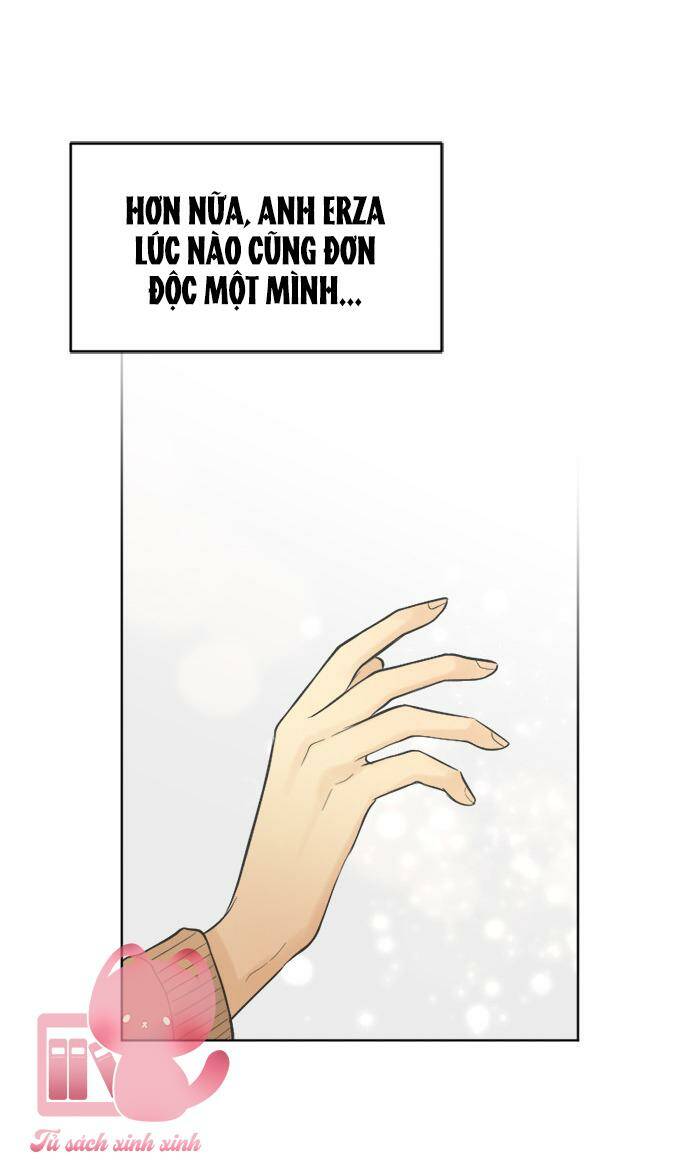 HƠN NỮA, ANH ERZA
LÚC NÀO CŨNG ĐƠN
ĐỘC MỘT MÌNH...
Tủ sách xinh xinh